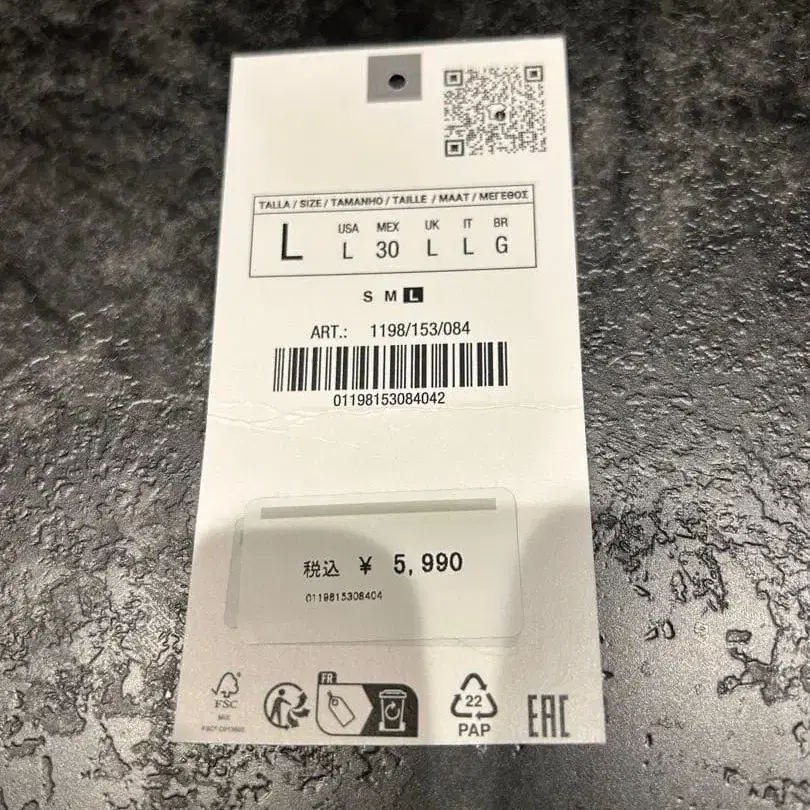 TALLA / SIZE / TAMANHO / TAILLE / MAAT / ΜΕΓΕΘΟΣ
L
USA MEX UK IT BR
L 30 L L G
S M L
ART.: 1198/153/084
01198153084042
税込 ¥ 5,990
0119815308404
FR
FSC
MIX
22
PAP
EAC